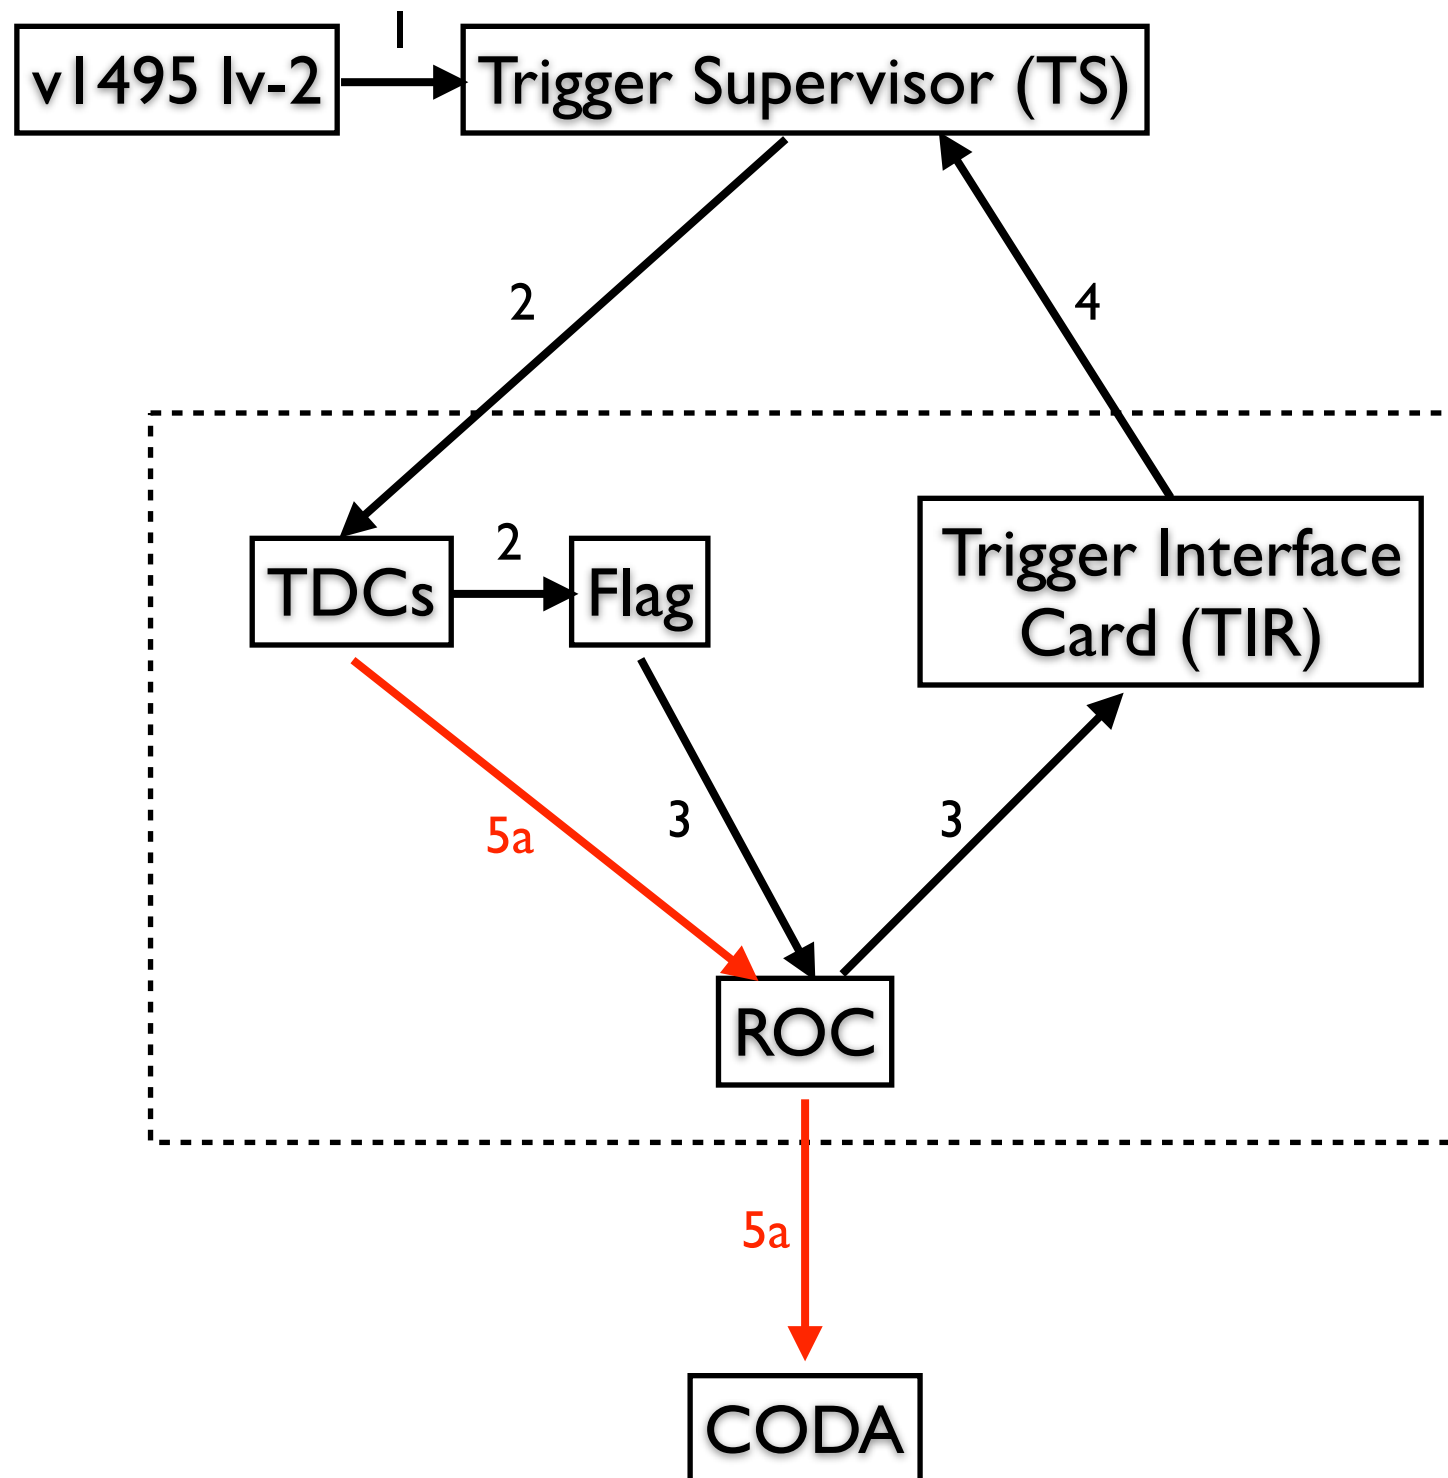 1
v1495 lv-2
Trigger Supervisor (TS)
2
4
2
TDCs
Flag
Trigger Interface
Card (TIR)
5a
3
3
ROC
5a
CODA